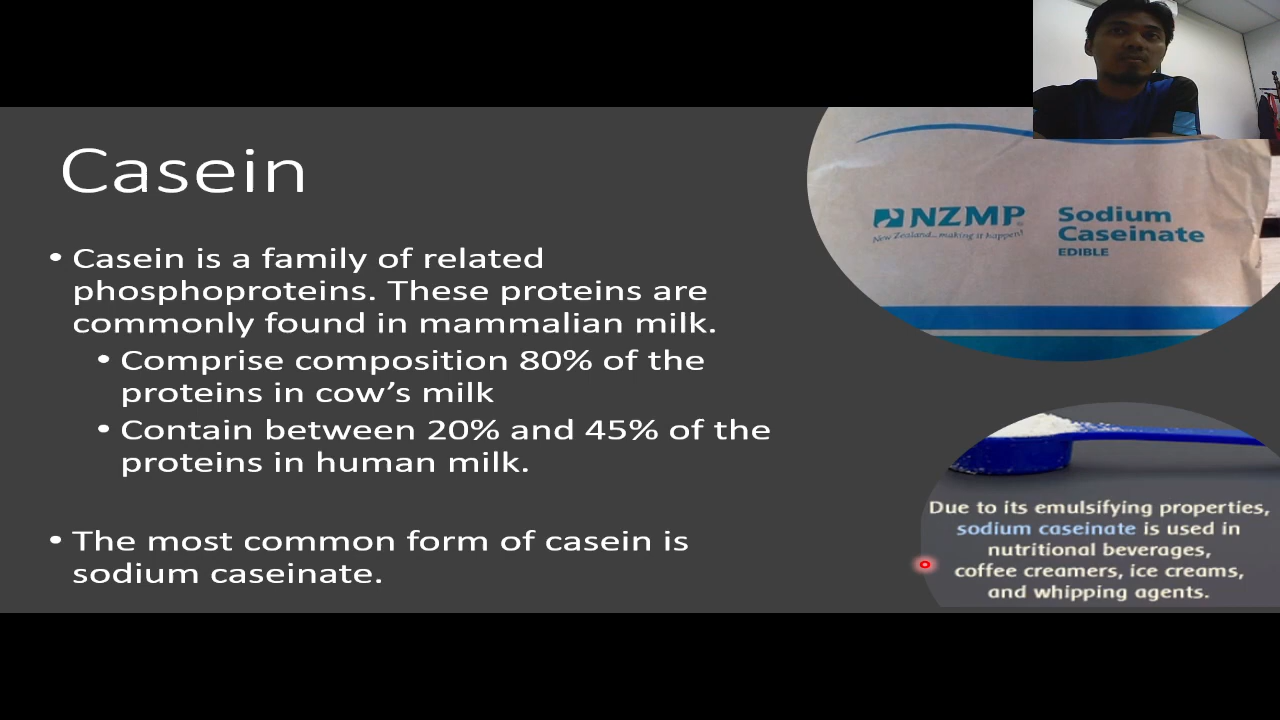 Casein
• Casein is a family of related
phosphoproteins. These proteins are
commonly found in mammalian milk.
• Comprise composition 80% of the
proteins in cow’s milk
• Contain between 20% and 45% of the
proteins in human milk.
• The most common form of casein is
sodium caseinate.
NZMP
New Zealand...making it happen!
Sodium
Caseinate
EDIBLE
Due to its emulsifying properties,
sodium caseinate is used in
nutritional beverages,
coffee creamers, ice creams,
and whipping agents.